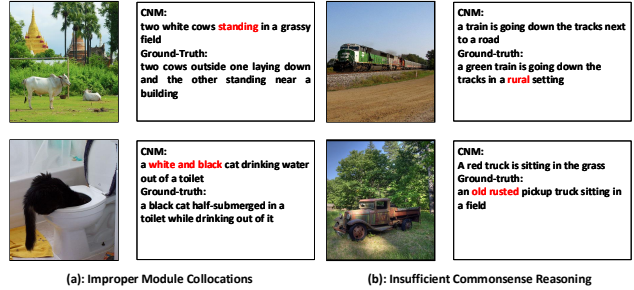 CNM:
two white cows standing in a grassy
field
Ground-Truth:
two cows outside one laying down
and the other standing near a
building
CNM:
a train is going down the tracks next
to a road
Ground-truth:
a green train is going down the
tracks in a rural setting
CNM:
a white and black cat drinking water
out of a toilet
Ground-truth:
a black cat half-submerged in a
toilet while drinking out of it
CNM:
A red truck is sitting in the grass
Ground-truth:
an old rusted pickup truck sitting in
a field
(a): Improper Module Collocations
(b): Insufficient Commonsense Reasoning